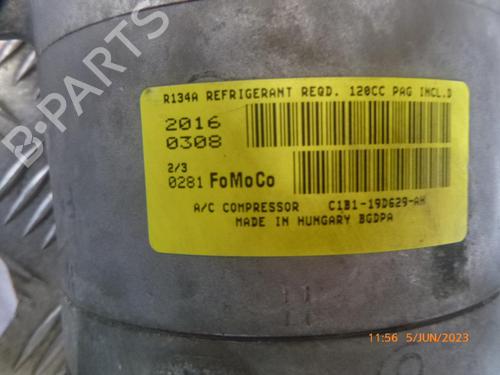 R134A REFRIGERANT REQD. 120CC PAG INCL.D
2016
0308
2/3
0281 FoMoCo
A/C COMPRESSOR C1B1-19D629-AH
MADE IN HUNGARY BGDPA
11:56 5/JUN/2023